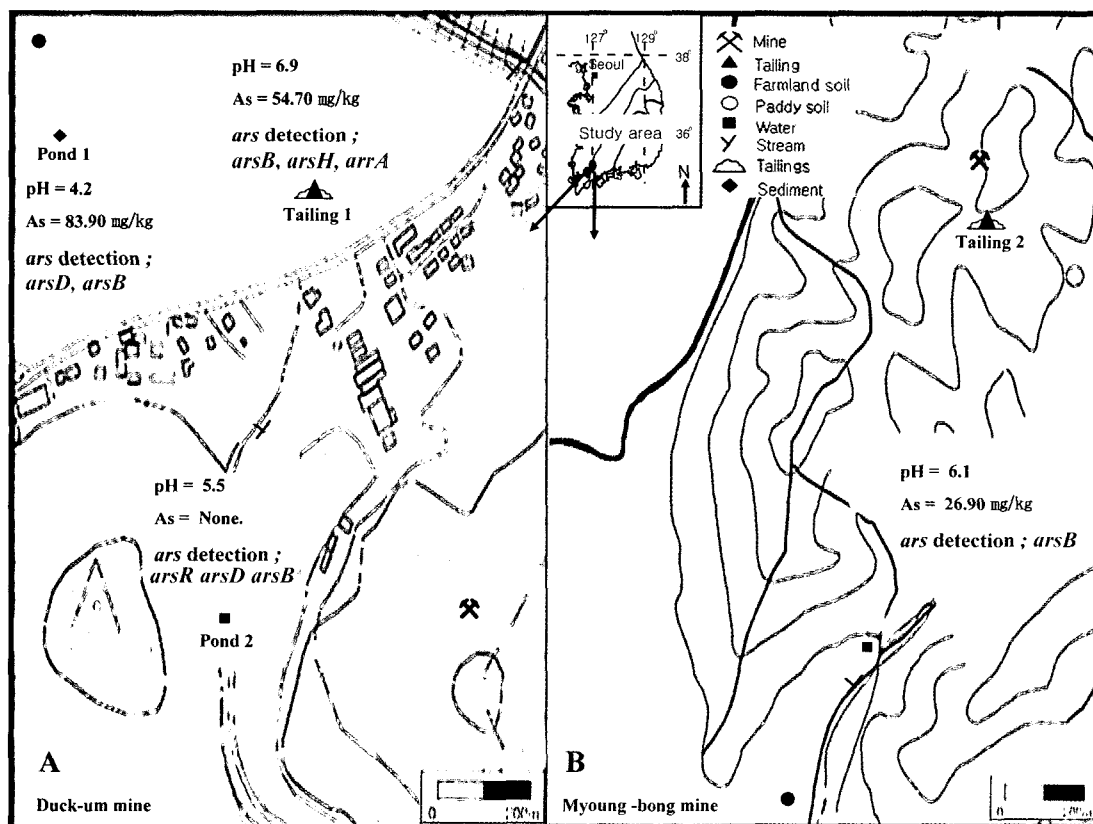 pH = 6.9
As = 54.70 mg/kg
ars detection ;
arsB, arsH, arrA
Tailing 1
Pond 1
pH = 4.2
As = 83.90 mg/kg
ars detection ;
arsD, arsB
pH = 5.5
As = None.
ars detection ;
arsR arsD arsB
Pond 2
A
Duck-um mine
0
127°
129°
38°
Seoul
36°
Study area
N
Mine
Tailing
Farmland soil
Paddy soil
Water
Stream
Tailings
Sediment
Tailing 2
pH = 6.1
As = 26.90 mg/kg
ars detection ; arsB
B
Myoung -bong mine
0